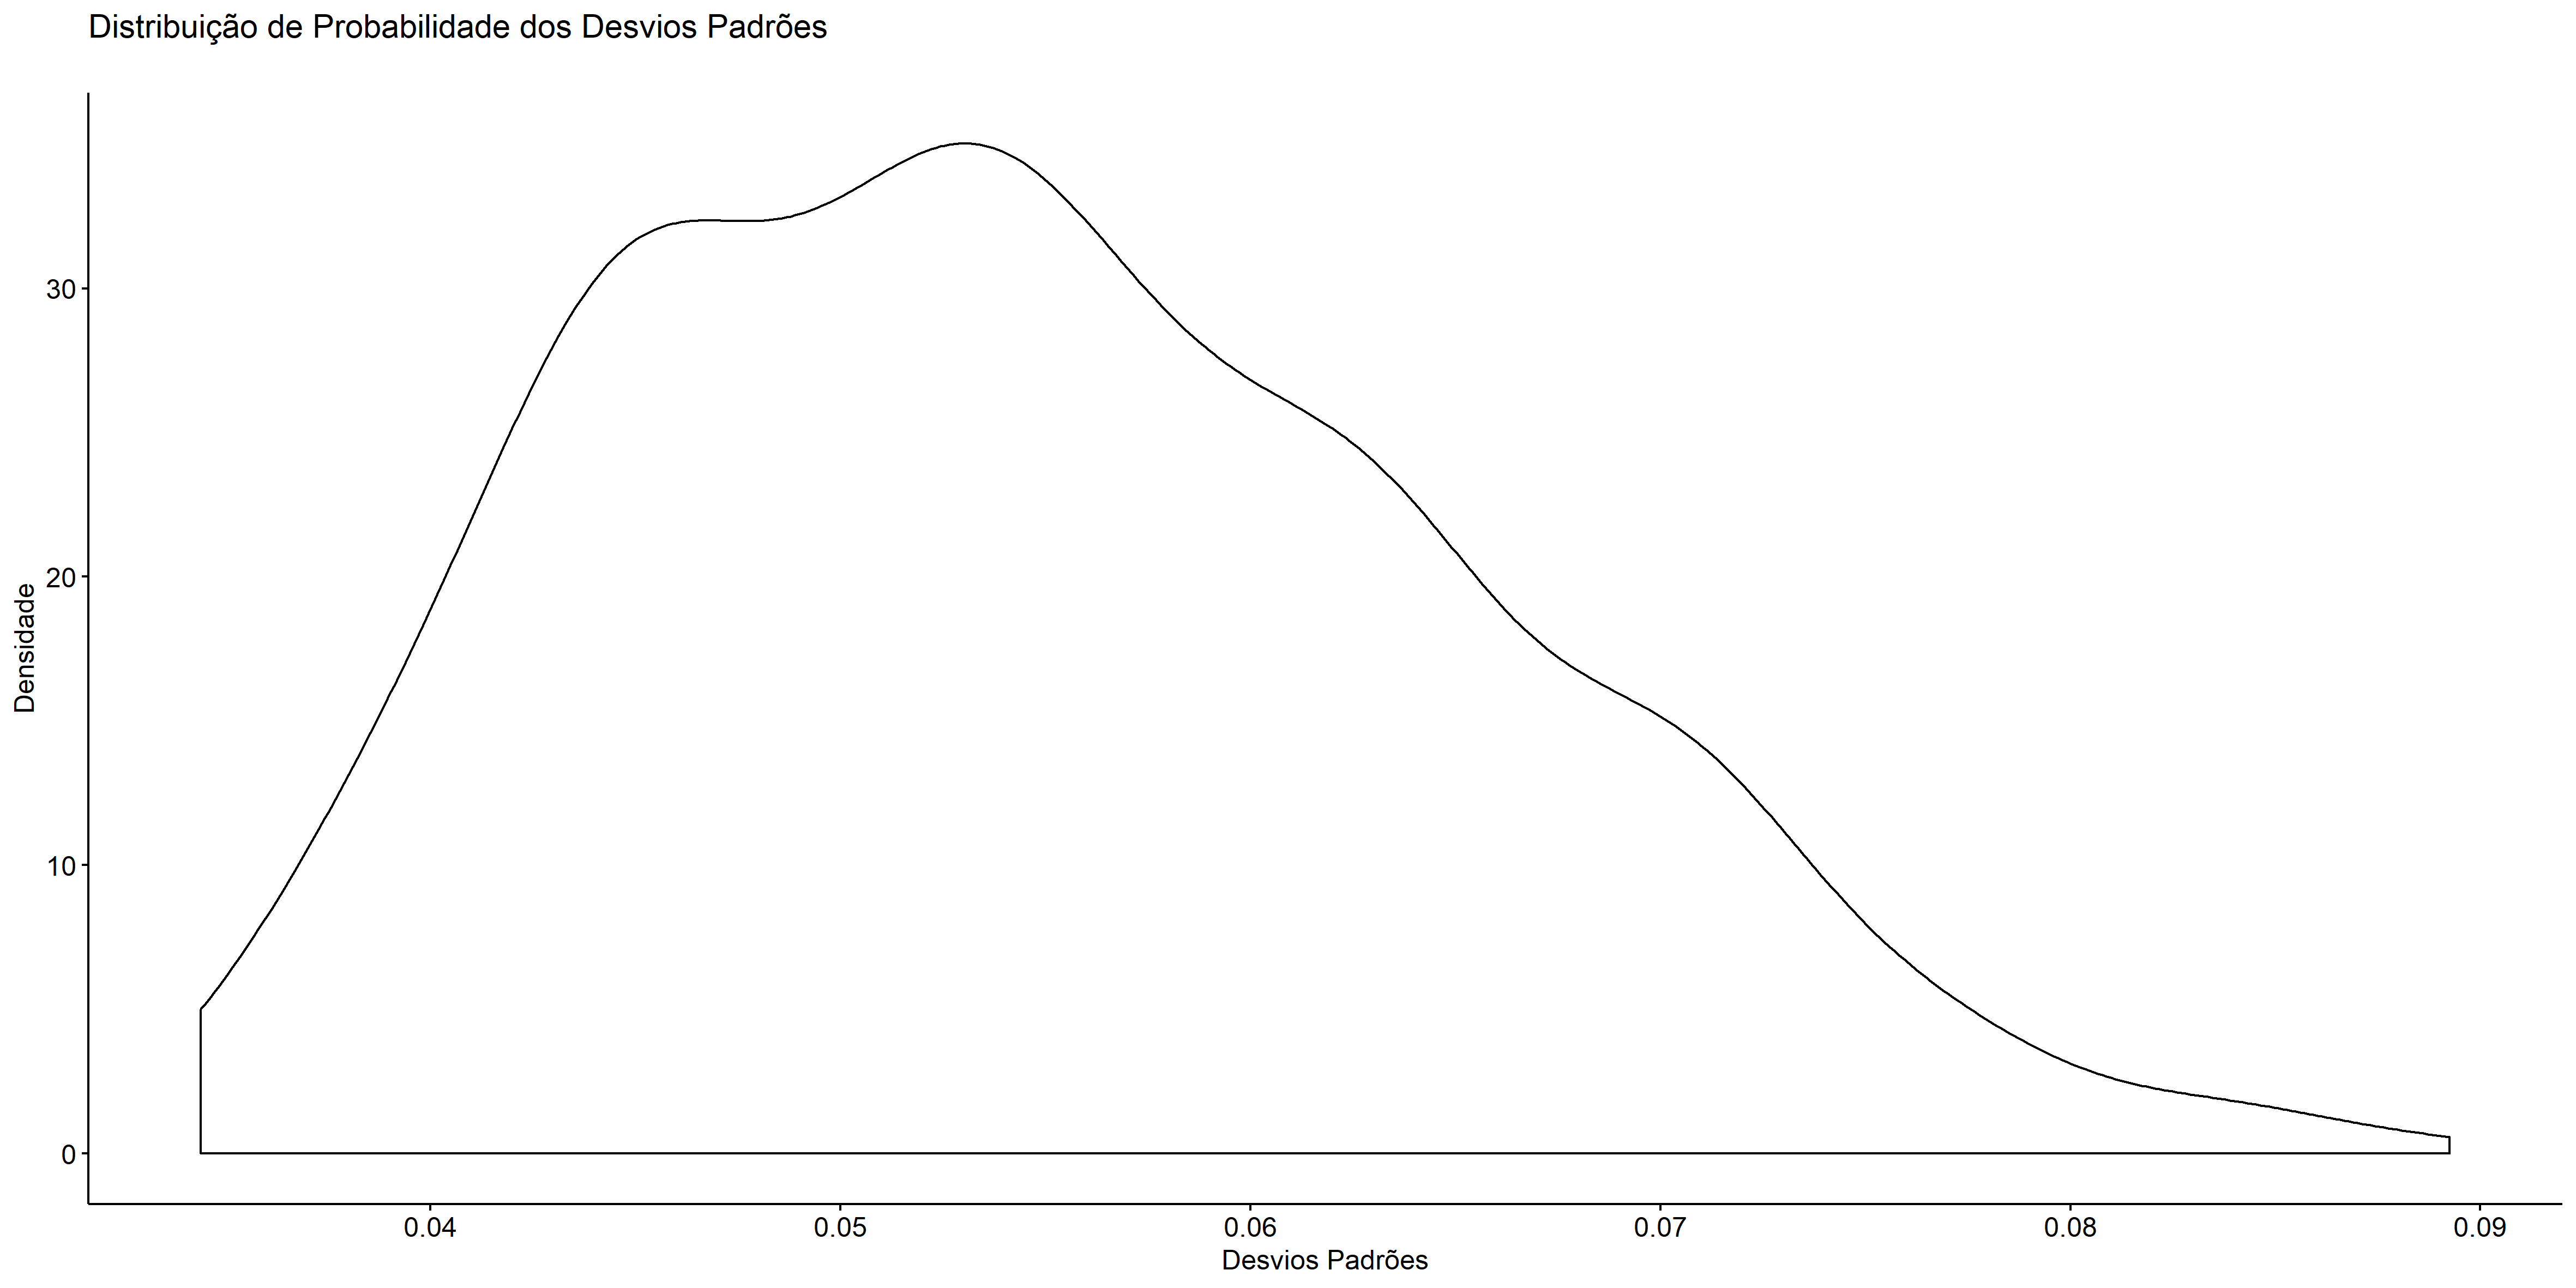 Distribuição de Probabilidade dos Desvios Padrões
30
20
10
0
Densidade
0.04 0.05 0.06 0.07 0.08 0.09
Desvios Padrões